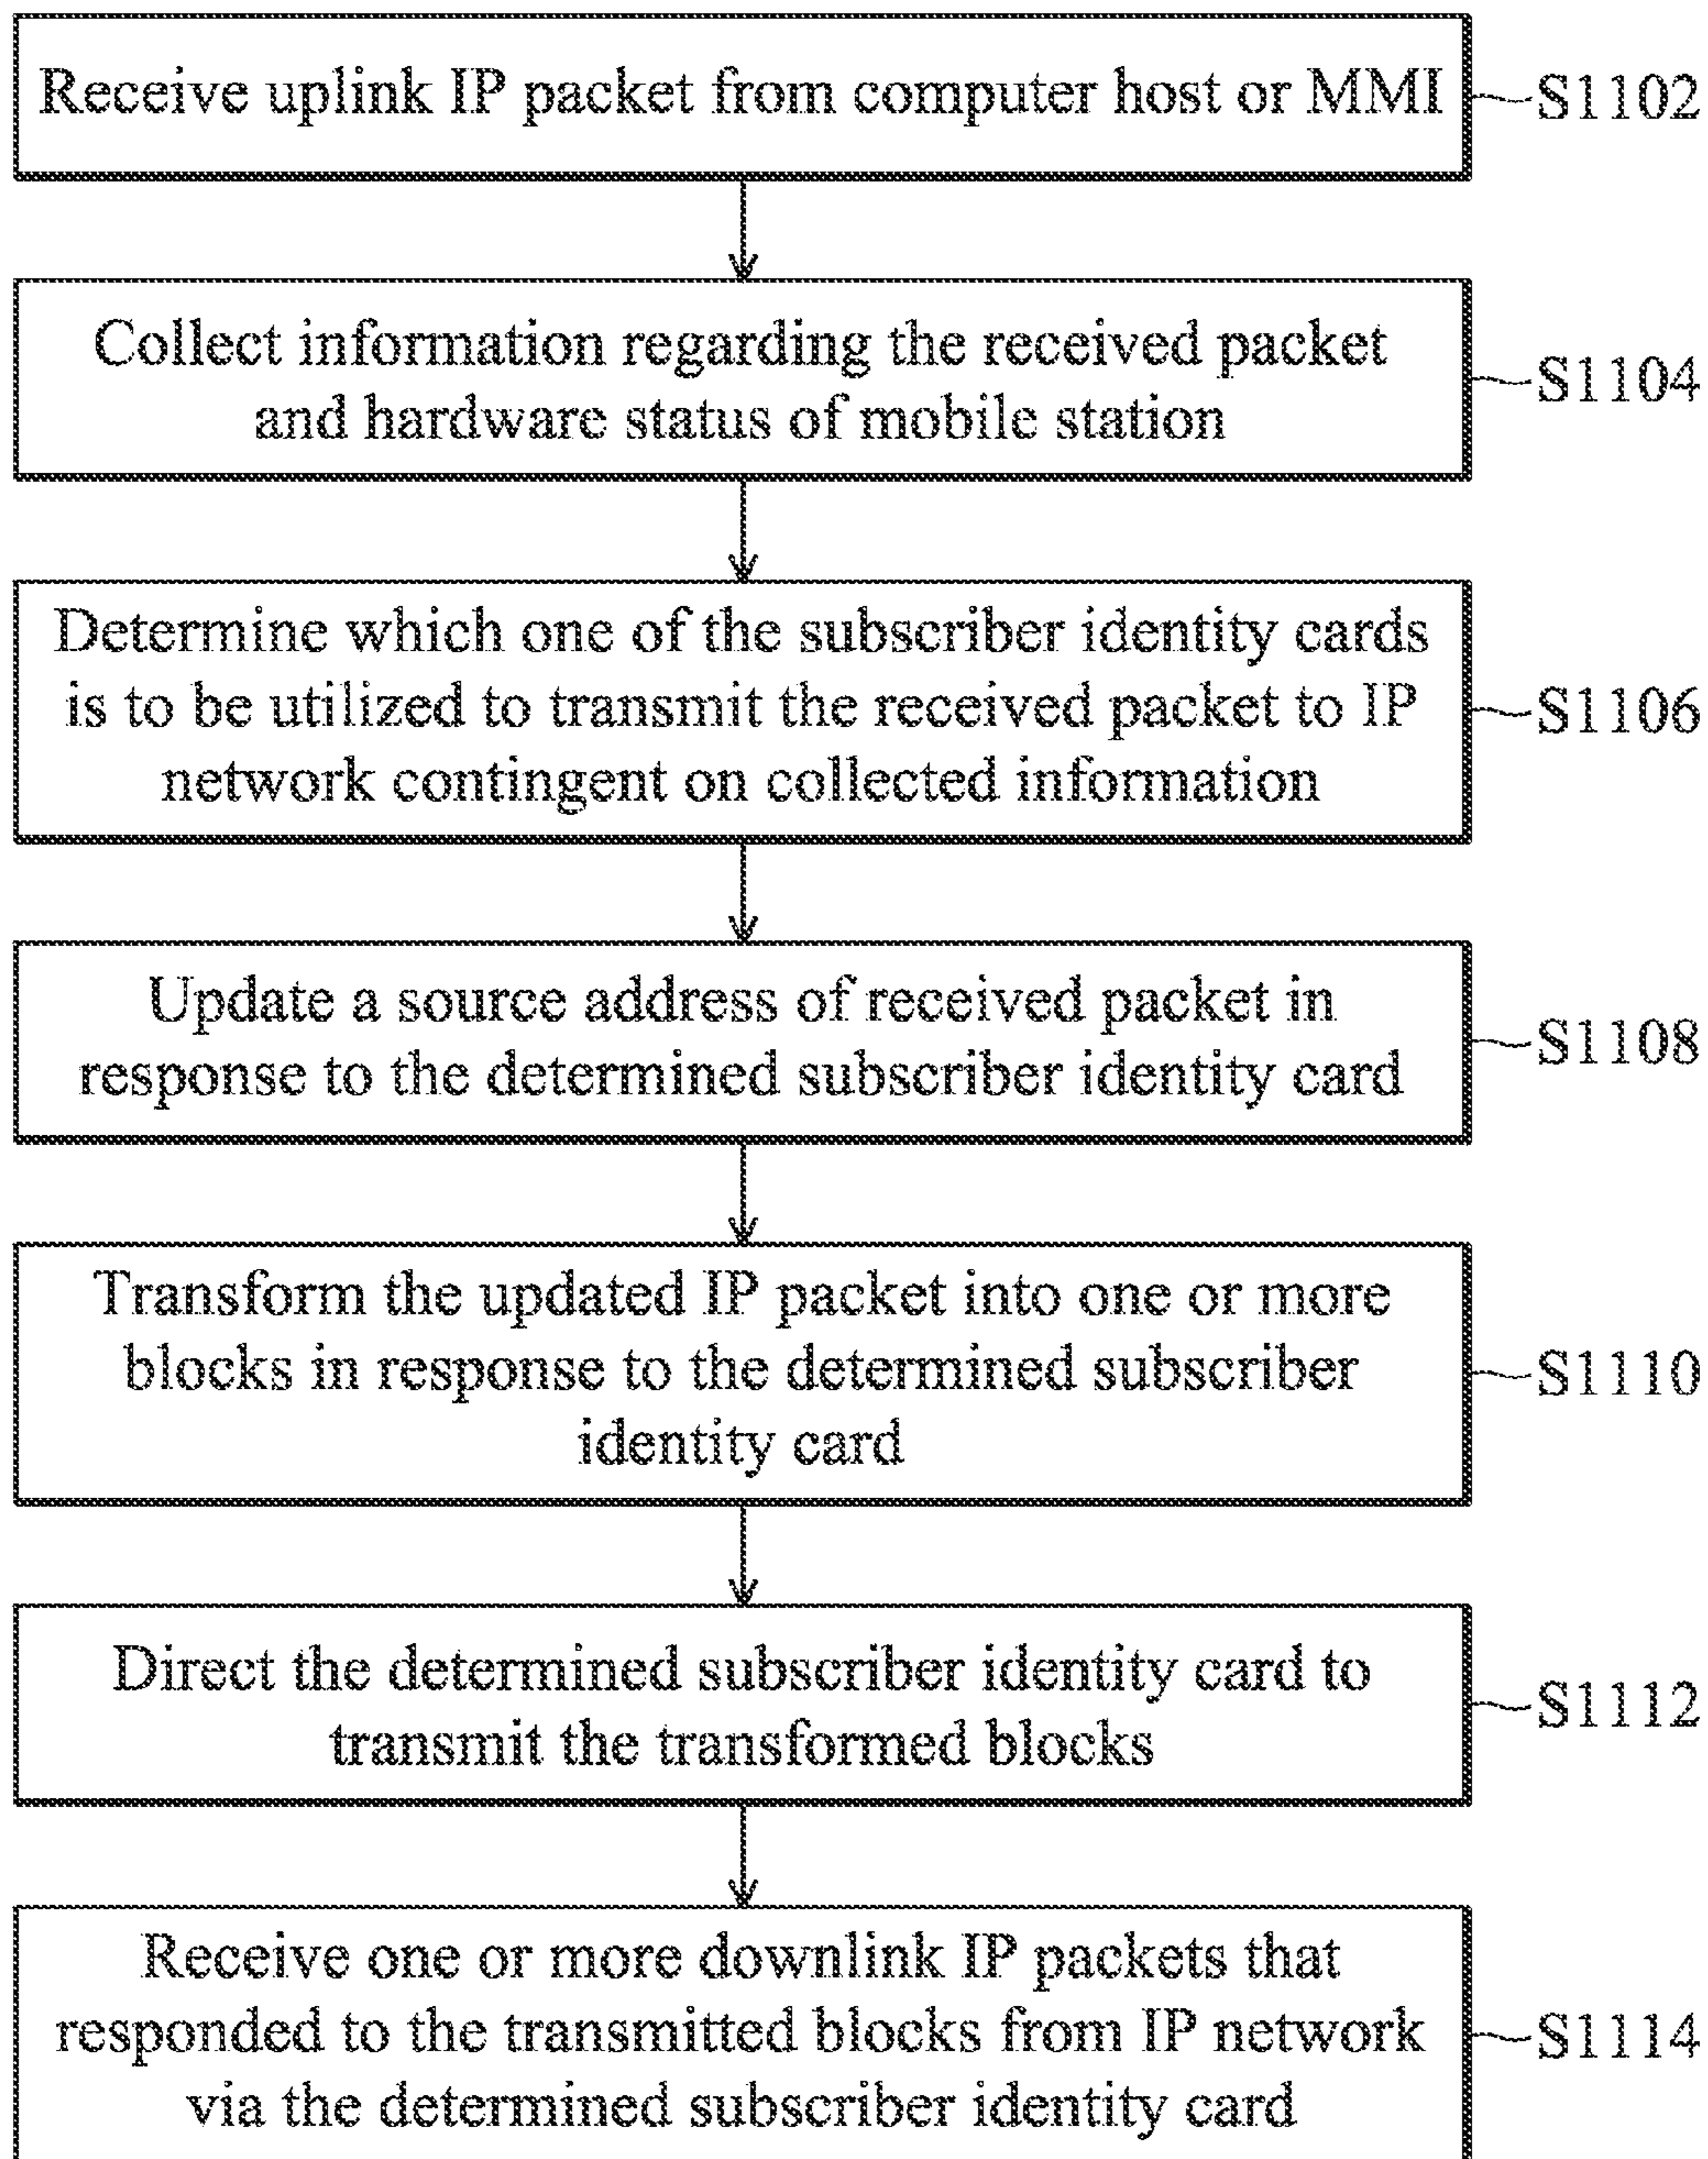 Receive uplink IP packet from computer host or MMI
S1102
Collect information regarding the received packet
and hardware status of mobile station
S1104
Determine which one of the subscriber identity cards
is to be utilized to transmit the received packet to IP
network contingent on collected information
S1106
Update a source address of received packet in
response to the determined subscriber identity card
S1108
Transform the updated IP packet into one or more
blocks in response to the determined subscriber
identity card
S1110
Direct the determined subscriber identity card to
transmit the transformed blocks
S1112
Receive one or more downlink IP packets that
responded to the transmitted blocks from IP network
via the determined subscriber identity card
S1114